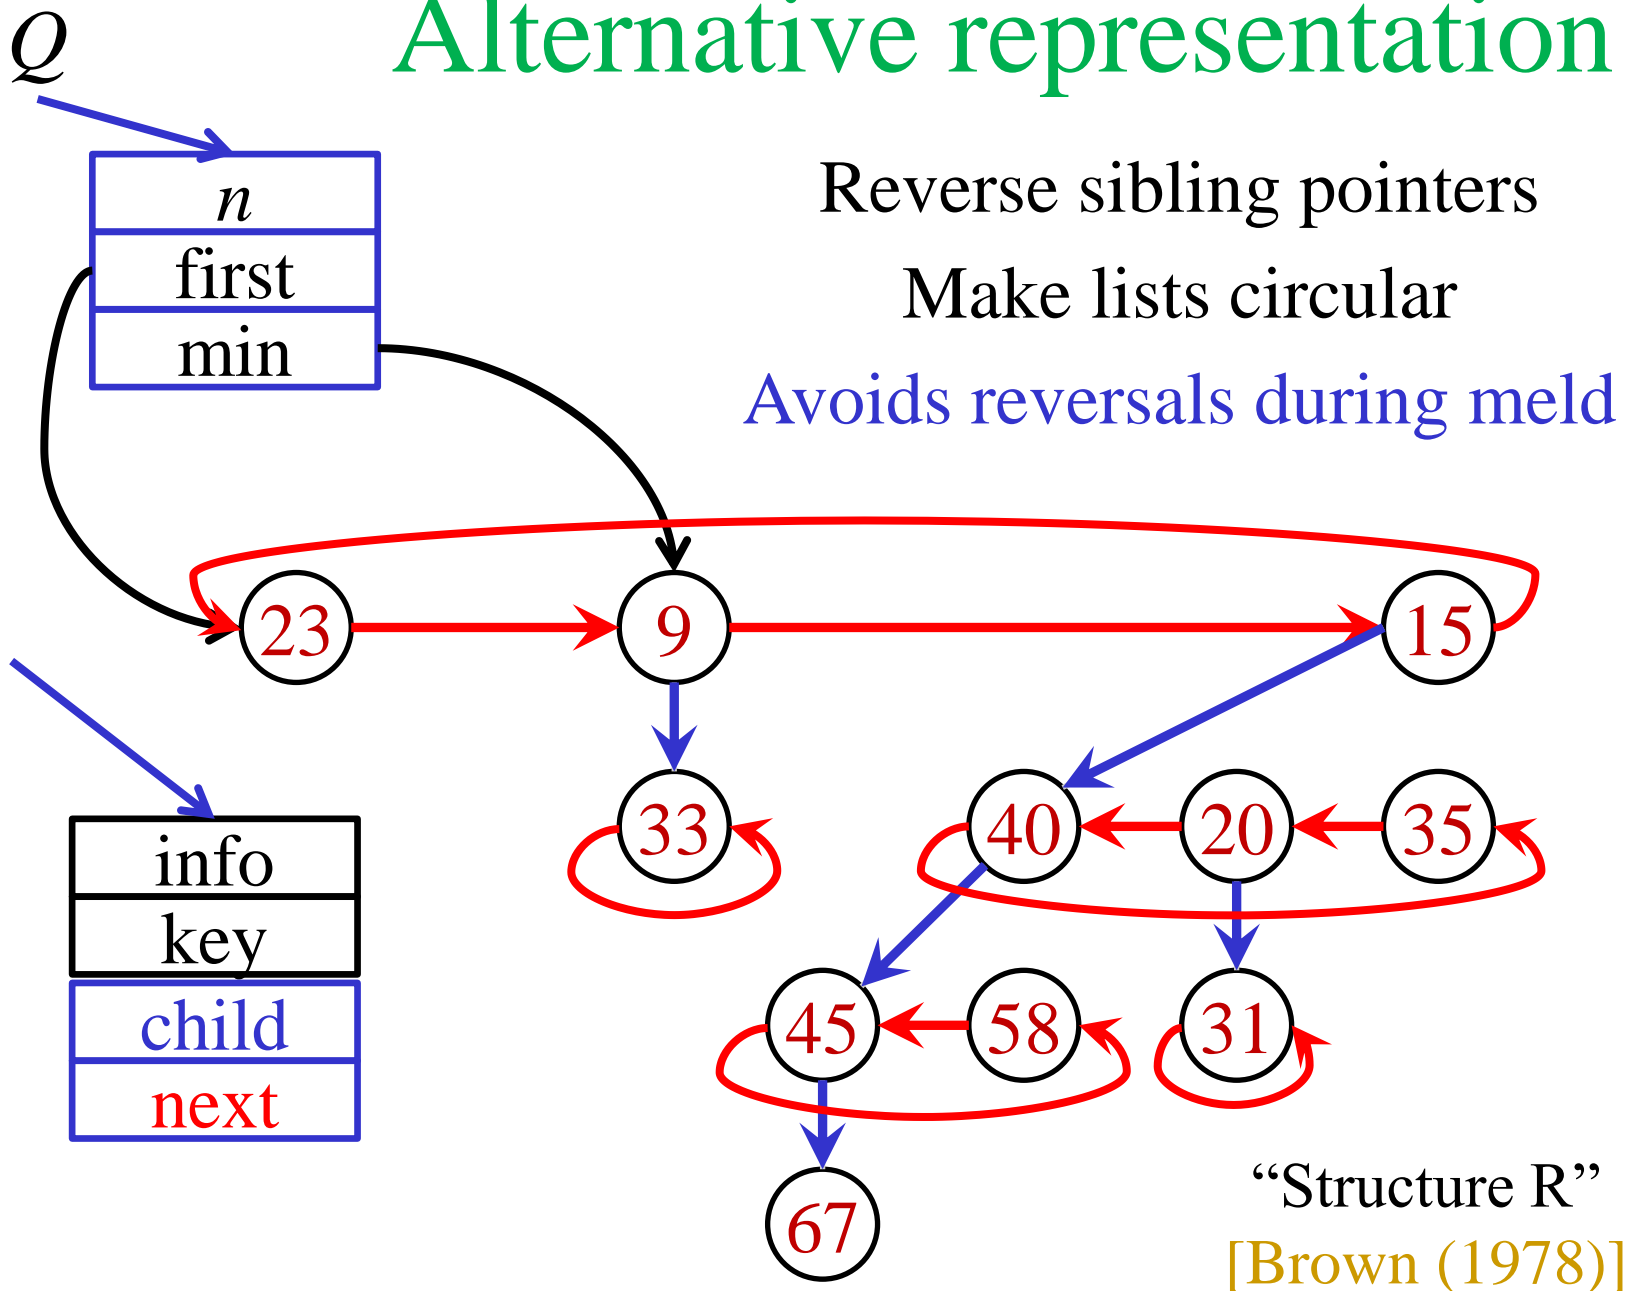 Q
Alternative representation
n
first
min
Reverse sibling pointers
Make lists circular
Avoids reversals during meld
23 9 15
33 40 20 35
45 58 31
67
info
key
child
next
“Structure R”
[Brown (1978)]